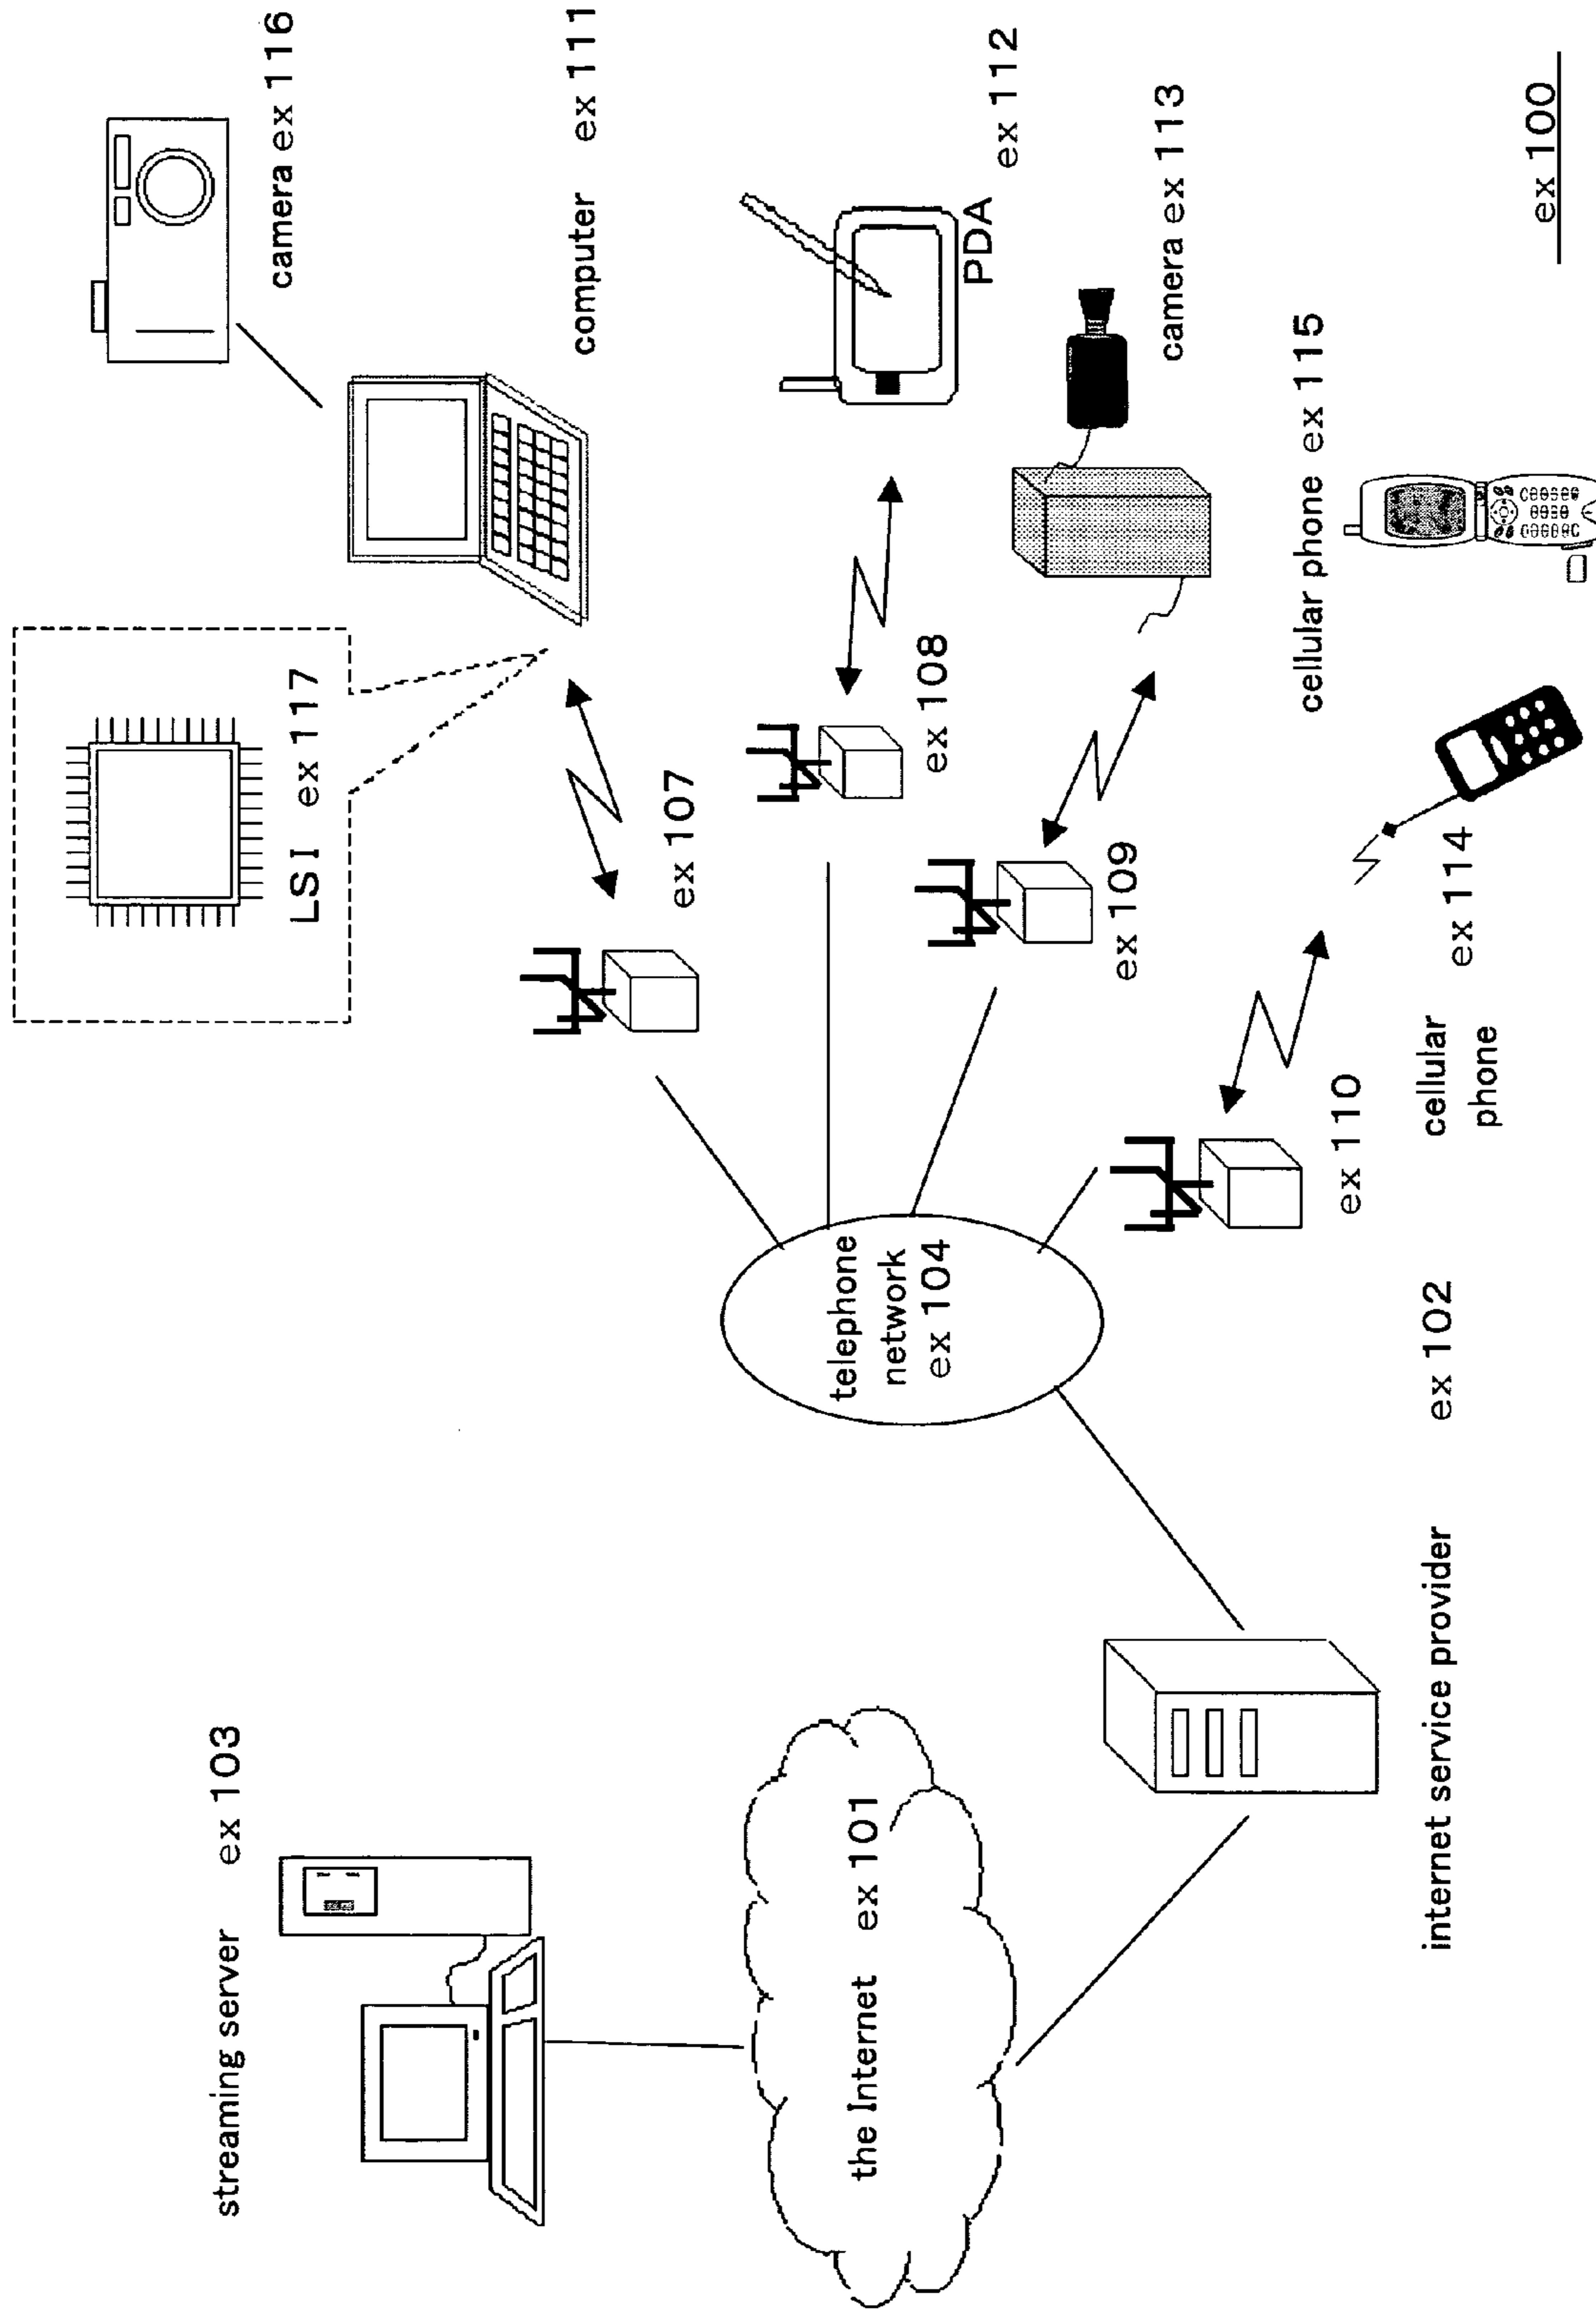 streaming server ex 103
the Internet ex 101
internet service provider ex 102
telephone
network
ex 104
LSI ex 117
camera ex 116
computer ex 111
ex 107
ex 108
PDA
ex 112
ex 109
camera ex 113
ex 110
cellular
phone
ex 114
cellular phone ex 115
ex 100